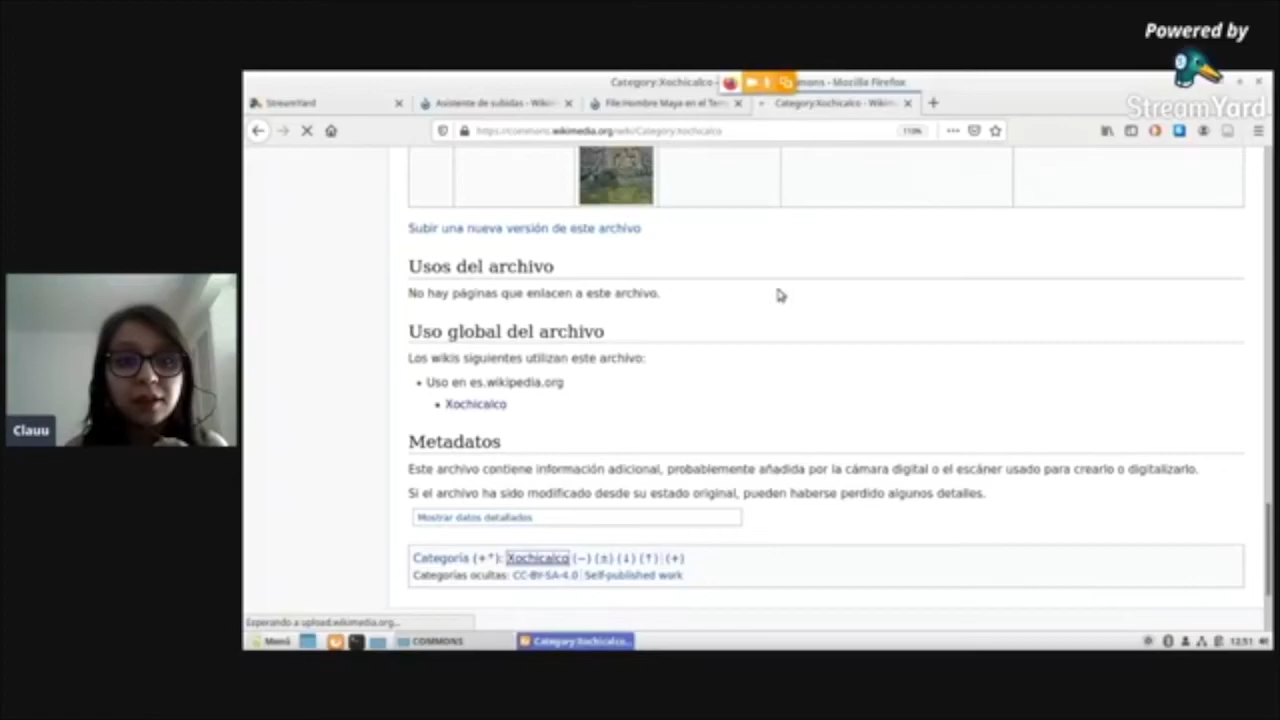 Powered by
StreamYard
Category:Xochicalco - mons - Mozilla Firefox
StreamYard
Asistente de subidas - Wikim
File:Hombre Maya en el Tem
Category:Xochicalco - Wikim
https://commons.wikimedia.org/wiki/Category:Xochicalco
110%
Subir una nueva versión de este archivo
Usos del archivo
No hay páginas que enlacen a este archivo.
Uso global del archivo
Los wikis siguientes utilizan este archivo:
• Uso en es.wikipedia.org
• Xochicalco
Metadatos
Este archivo contiene información adicional, probablemente añadida por la cámara digital o el escáner usado para crearlo o digitalizarlo.
Si el archivo ha sido modificado desde su estado original, pueden haberse perdido algunos detalles.
Mostrar datos detallados
Categoría (+⁺): Xochicalco (−) (±) (↓) (↑) (+)
Categorías ocultas: CC-BY-SA-4.0 Self-published work
Clauu
Esperando a upload.wikimedia.org...
Menú
COMMONS
Category:Xochicalco...
12:51